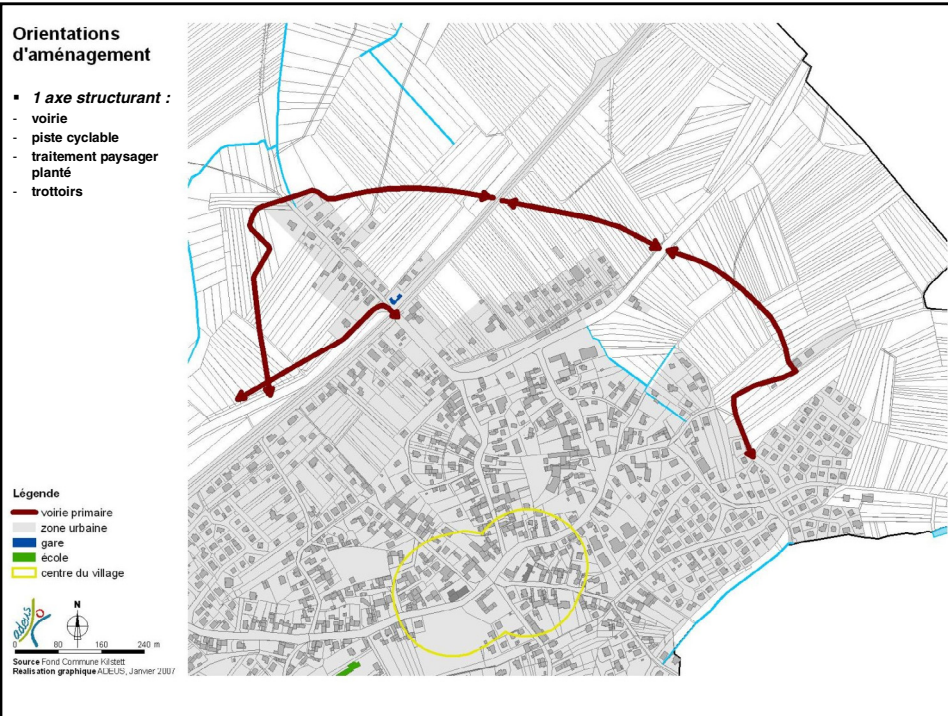 Orientations
d'aménagement
▪ 1 axe structurant :
- voirie
- piste cyclable
- traitement paysager
planté
- trottoirs
Légende
voirie primaire
zone urbaine
gare
école
centre du village
adeus
N
0 80 160 240 m
Source Fond Commune Kilstett
Réalisation graphique ADEUS, Janvier 2007